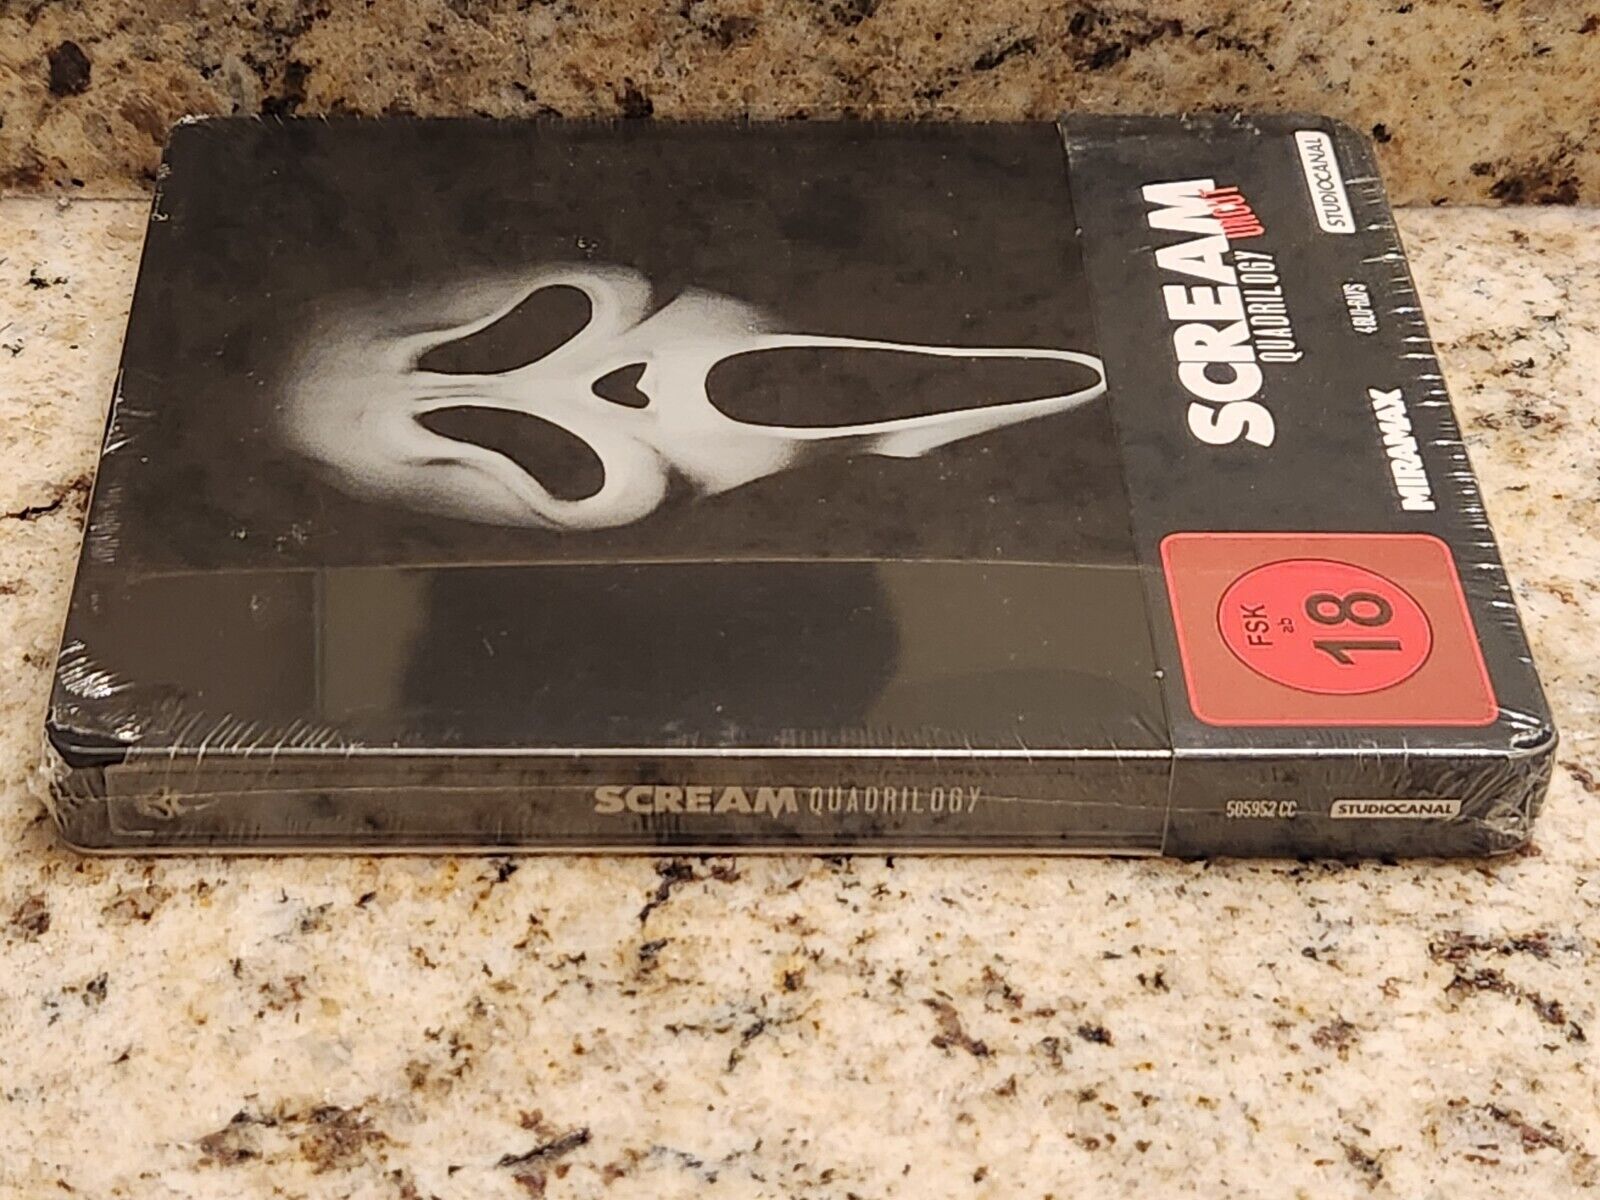 SCREAM
QUADRILOGY UNCUT
4 BLU-RAYS
MIRAMAX
STUDIOCANAL
FSK
ab
18
SCREAM QUADRILOGY
505952 CC
STUDIOCANAL